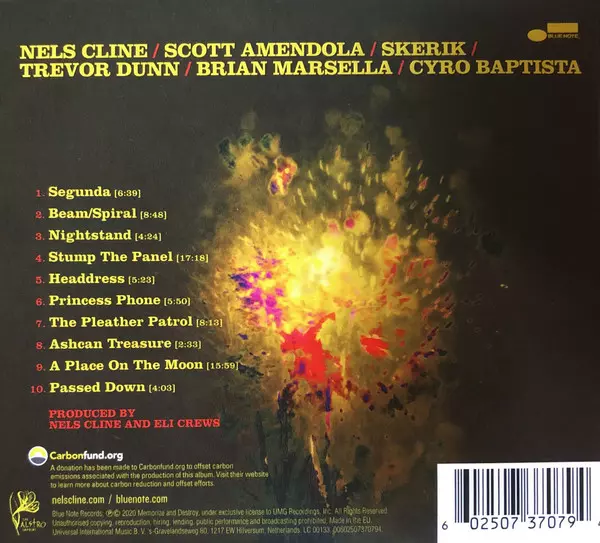 BLUE NOTE
NELS CLINE / SCOTT AMENDOLA / SKERIK /
TREVOR DUNN / BRIAN MARSELLA / CYRO BAPTISTA
1. Segunda [6:39]
2. Beam/Spiral [8:48]
3. Nightstand [4:24]
4. Stump The Panel [17:18]
5. Headdress [5:23]
6. Princess Phone [5:50]
7. The Pleather Patrol [8:13]
8. Ashcan Treasure [2:33]
9. A Place On The Moon [15:59]
10. Passed Down [4:03]
PRODUCED BY
NELS CLINE AND ELI CREWS
Carbonfund.org
A donation has been made to Carbonfund.org to offset carbon
emissions associated with the production of this album. Visit their website
to learn more about carbon reduction and offset efforts.
nelscline.com / bluenote.com
Blue Note Records; ℗ © 2020 Memorize and Destroy, under exclusive license to UMG Recordings, Inc. All Rights Reserved.
Unauthorised copying, reproduction, hiring, lending, public performance and broadcasting prohibited. Made in the EU.
Universal International Music B.V. 's-Gravelandseweg 80, 1217 EW Hilversum, Netherlands. LC 00133. 00602507370794
6 02507 37079 4